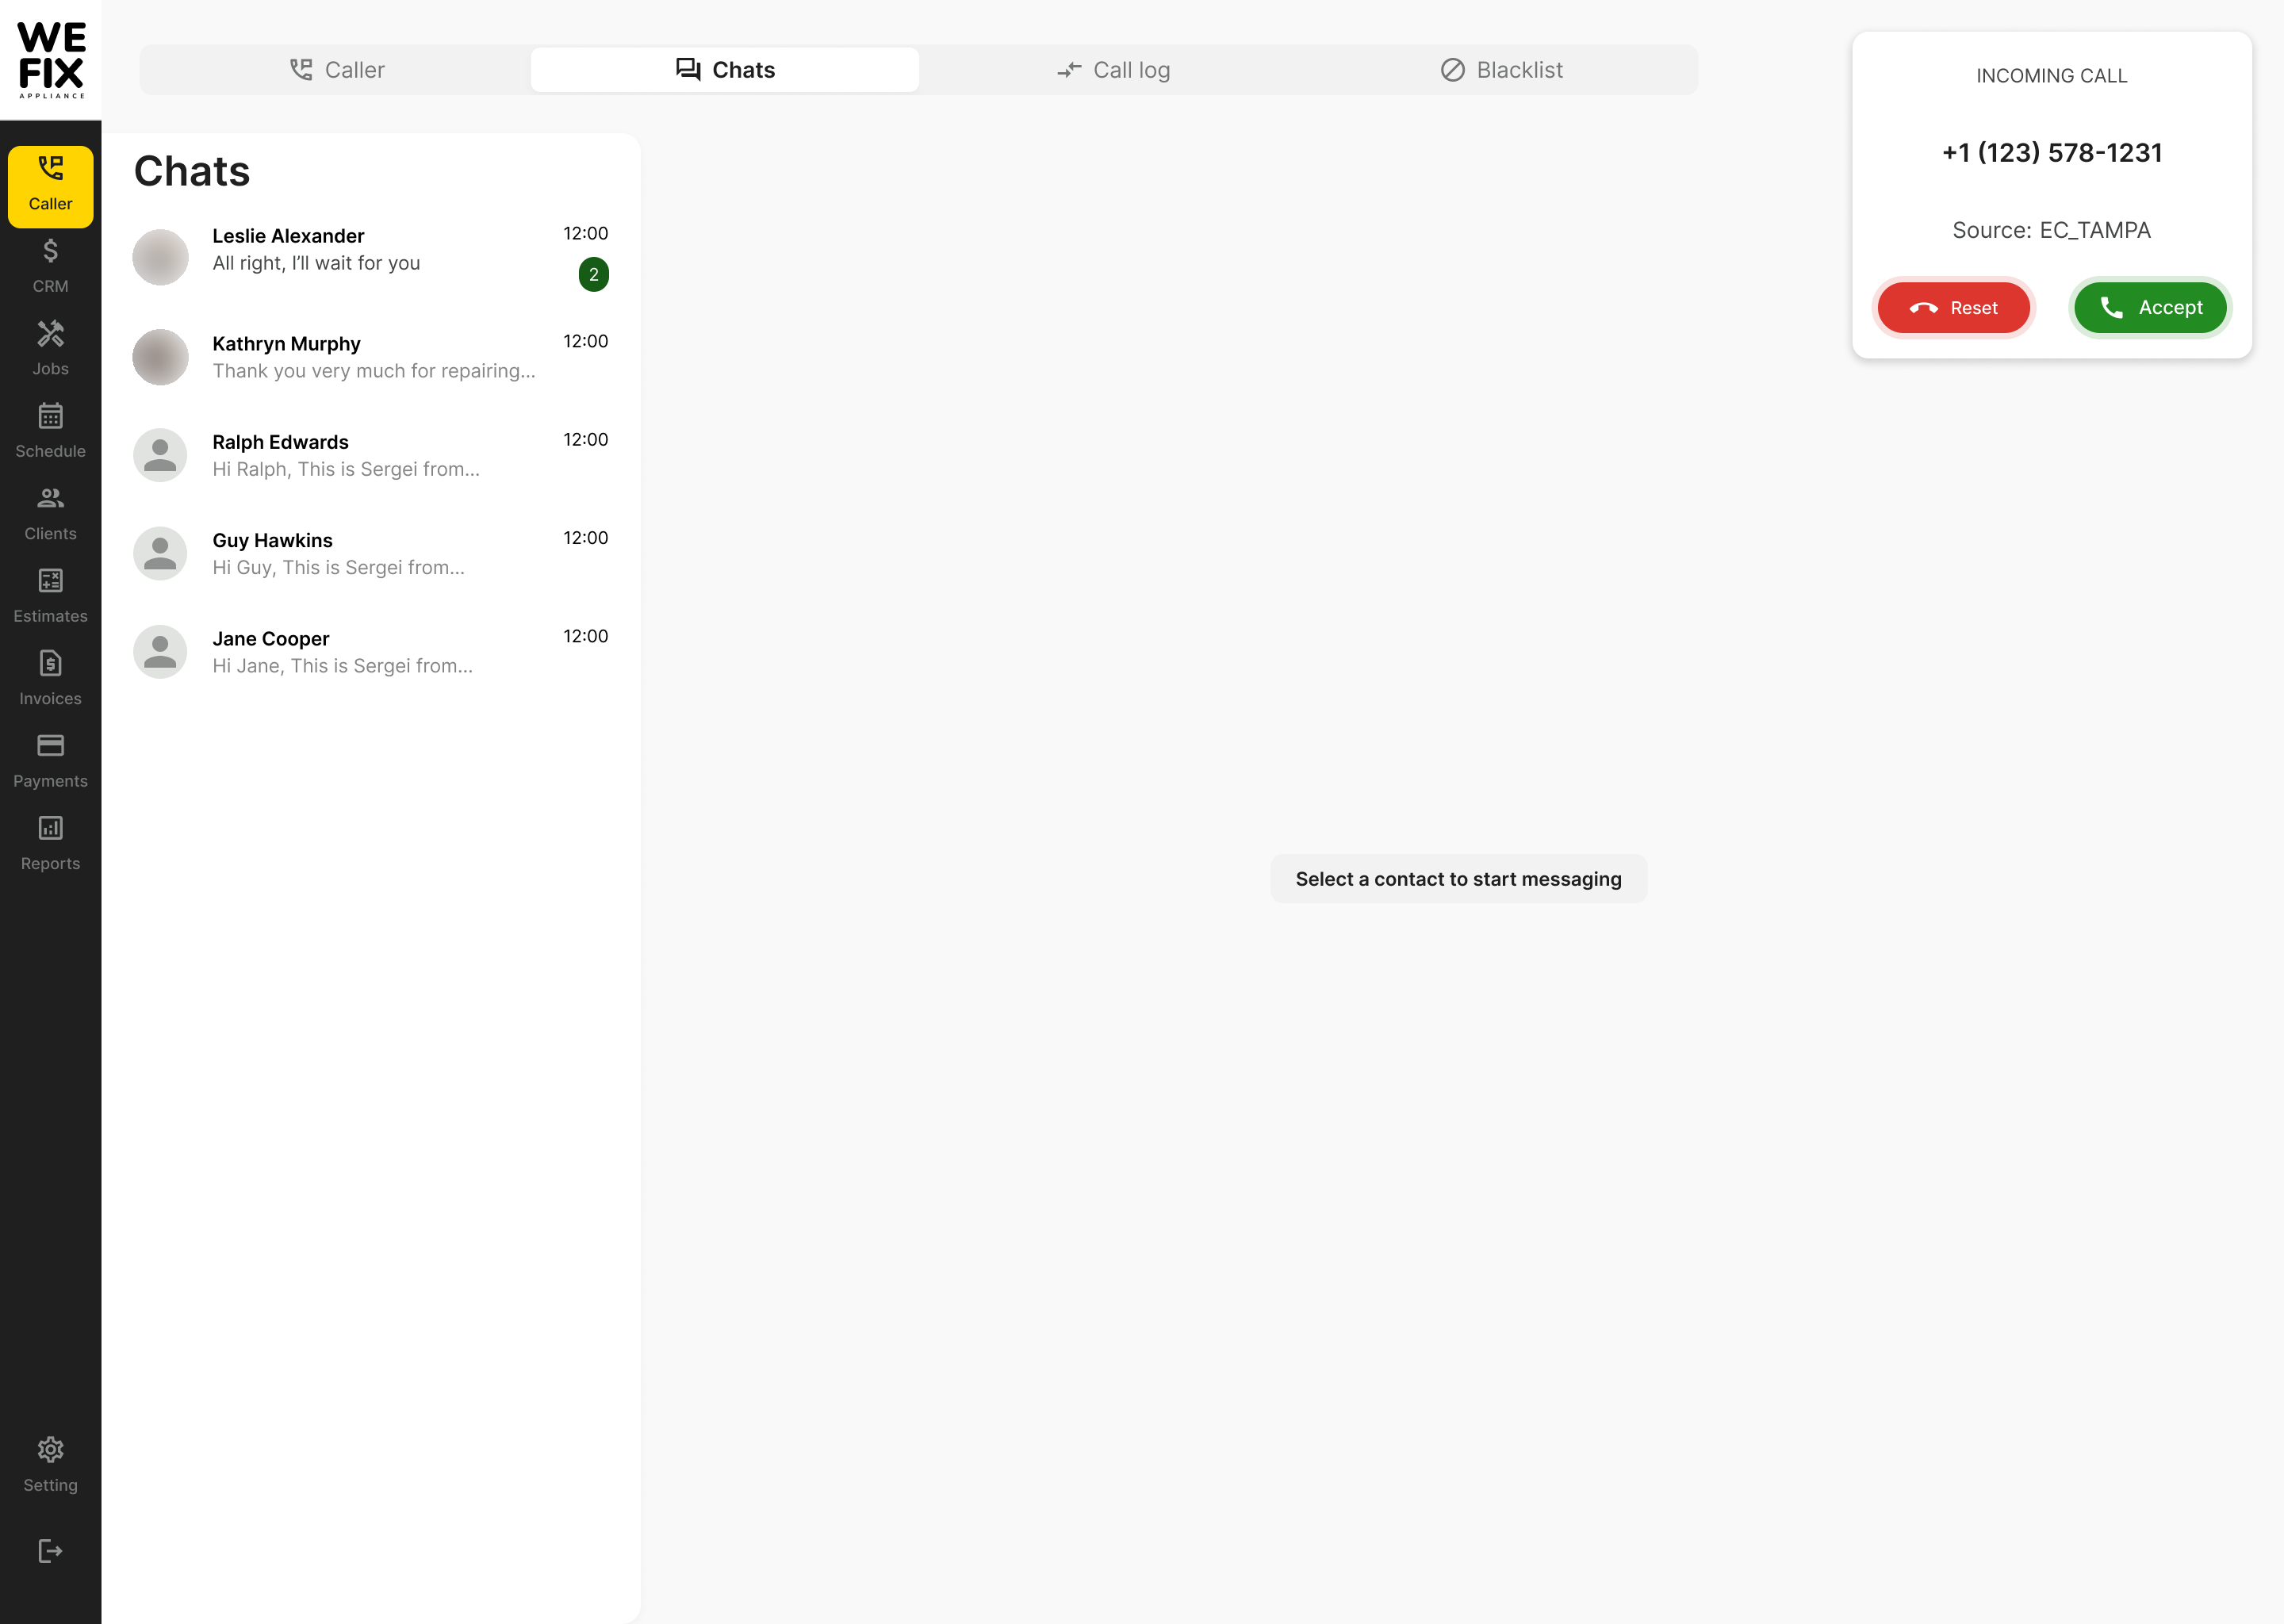 WE
FIX
APPLIANCE
Caller
CRM
Jobs
Schedule
Clients
Estimates
Invoices
Payments
Reports
Setting
Caller
Chats
Call log
Blacklist
Chats
Leslie Alexander
12:00
All right, I’ll wait for you
2
Kathryn Murphy
12:00
Thank you very much for repairing...
Ralph Edwards
12:00
Hi Ralph, This is Sergei from...
Guy Hawkins
12:00
Hi Guy, This is Sergei from...
Jane Cooper
12:00
Hi Jane, This is Sergei from...
Select a contact to start messaging
INCOMING CALL
+1 (123) 578-1231
Source: EC_TAMPA
Reset
Accept